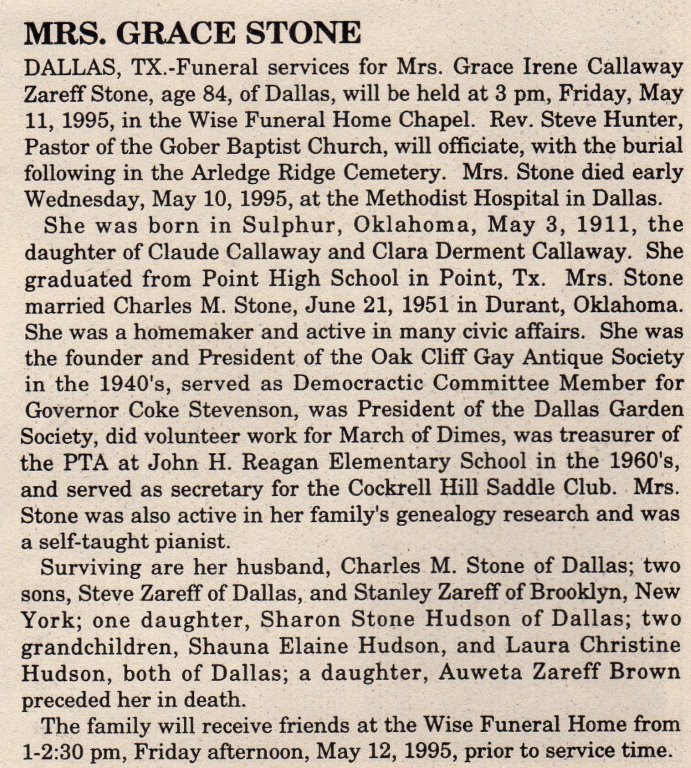 MRS. GRACE STONE
DALLAS, TX.-Funeral services for Mrs. Grace Irene Callaway
Zareff Stone, age 84, of Dallas, will be held at 3 pm, Friday, May
11, 1995, in the Wise Funeral Home Chapel. Rev. Steve Hunter,
Pastor of the Gober Baptist Church, will officiate, with the burial
following in the Arledge Ridge Cemetery. Mrs. Stone died early
Wednesday, May 10, 1995, at the Methodist Hospital in Dallas.
She was born in Sulphur, Oklahoma, May 3, 1911, the
daughter of Claude Callaway and Clara Derment Callaway. She
graduated from Point High School in Point, Tx. Mrs. Stone
married Charles M. Stone, June 21, 1951 in Durant, Oklahoma.
She was a homemaker and active in many civic affairs. She was
the founder and President of the Oak Cliff Gay Antique Society
in the 1940's, served as Democractic Committee Member for
Governor Coke Stevenson, was President of the Dallas Garden
Society, did volunteer work for March of Dimes, was treasurer of
the PTA at John H. Reagan Elementary School in the 1960's,
and served as secretary for the Cockrell Hill Saddle Club. Mrs.
Stone was also active in her family's genealogy research and was
a self-taught pianist.
Surviving are her husband, Charles M. Stone of Dallas; two
sons, Steve Zareff of Dallas, and Stanley Zareff of Brooklyn, New
York; one daughter, Sharon Stone Hudson of Dallas; two
grandchildren, Shauna Elaine Hudson, and Laura Christine
Hudson, both of Dallas; a daughter, Auweta Zareff Brown
preceded her in death.
The family will receive friends at the Wise Funeral Home from
1-2:30 pm, Friday afternoon, May 12, 1995, prior to service time.